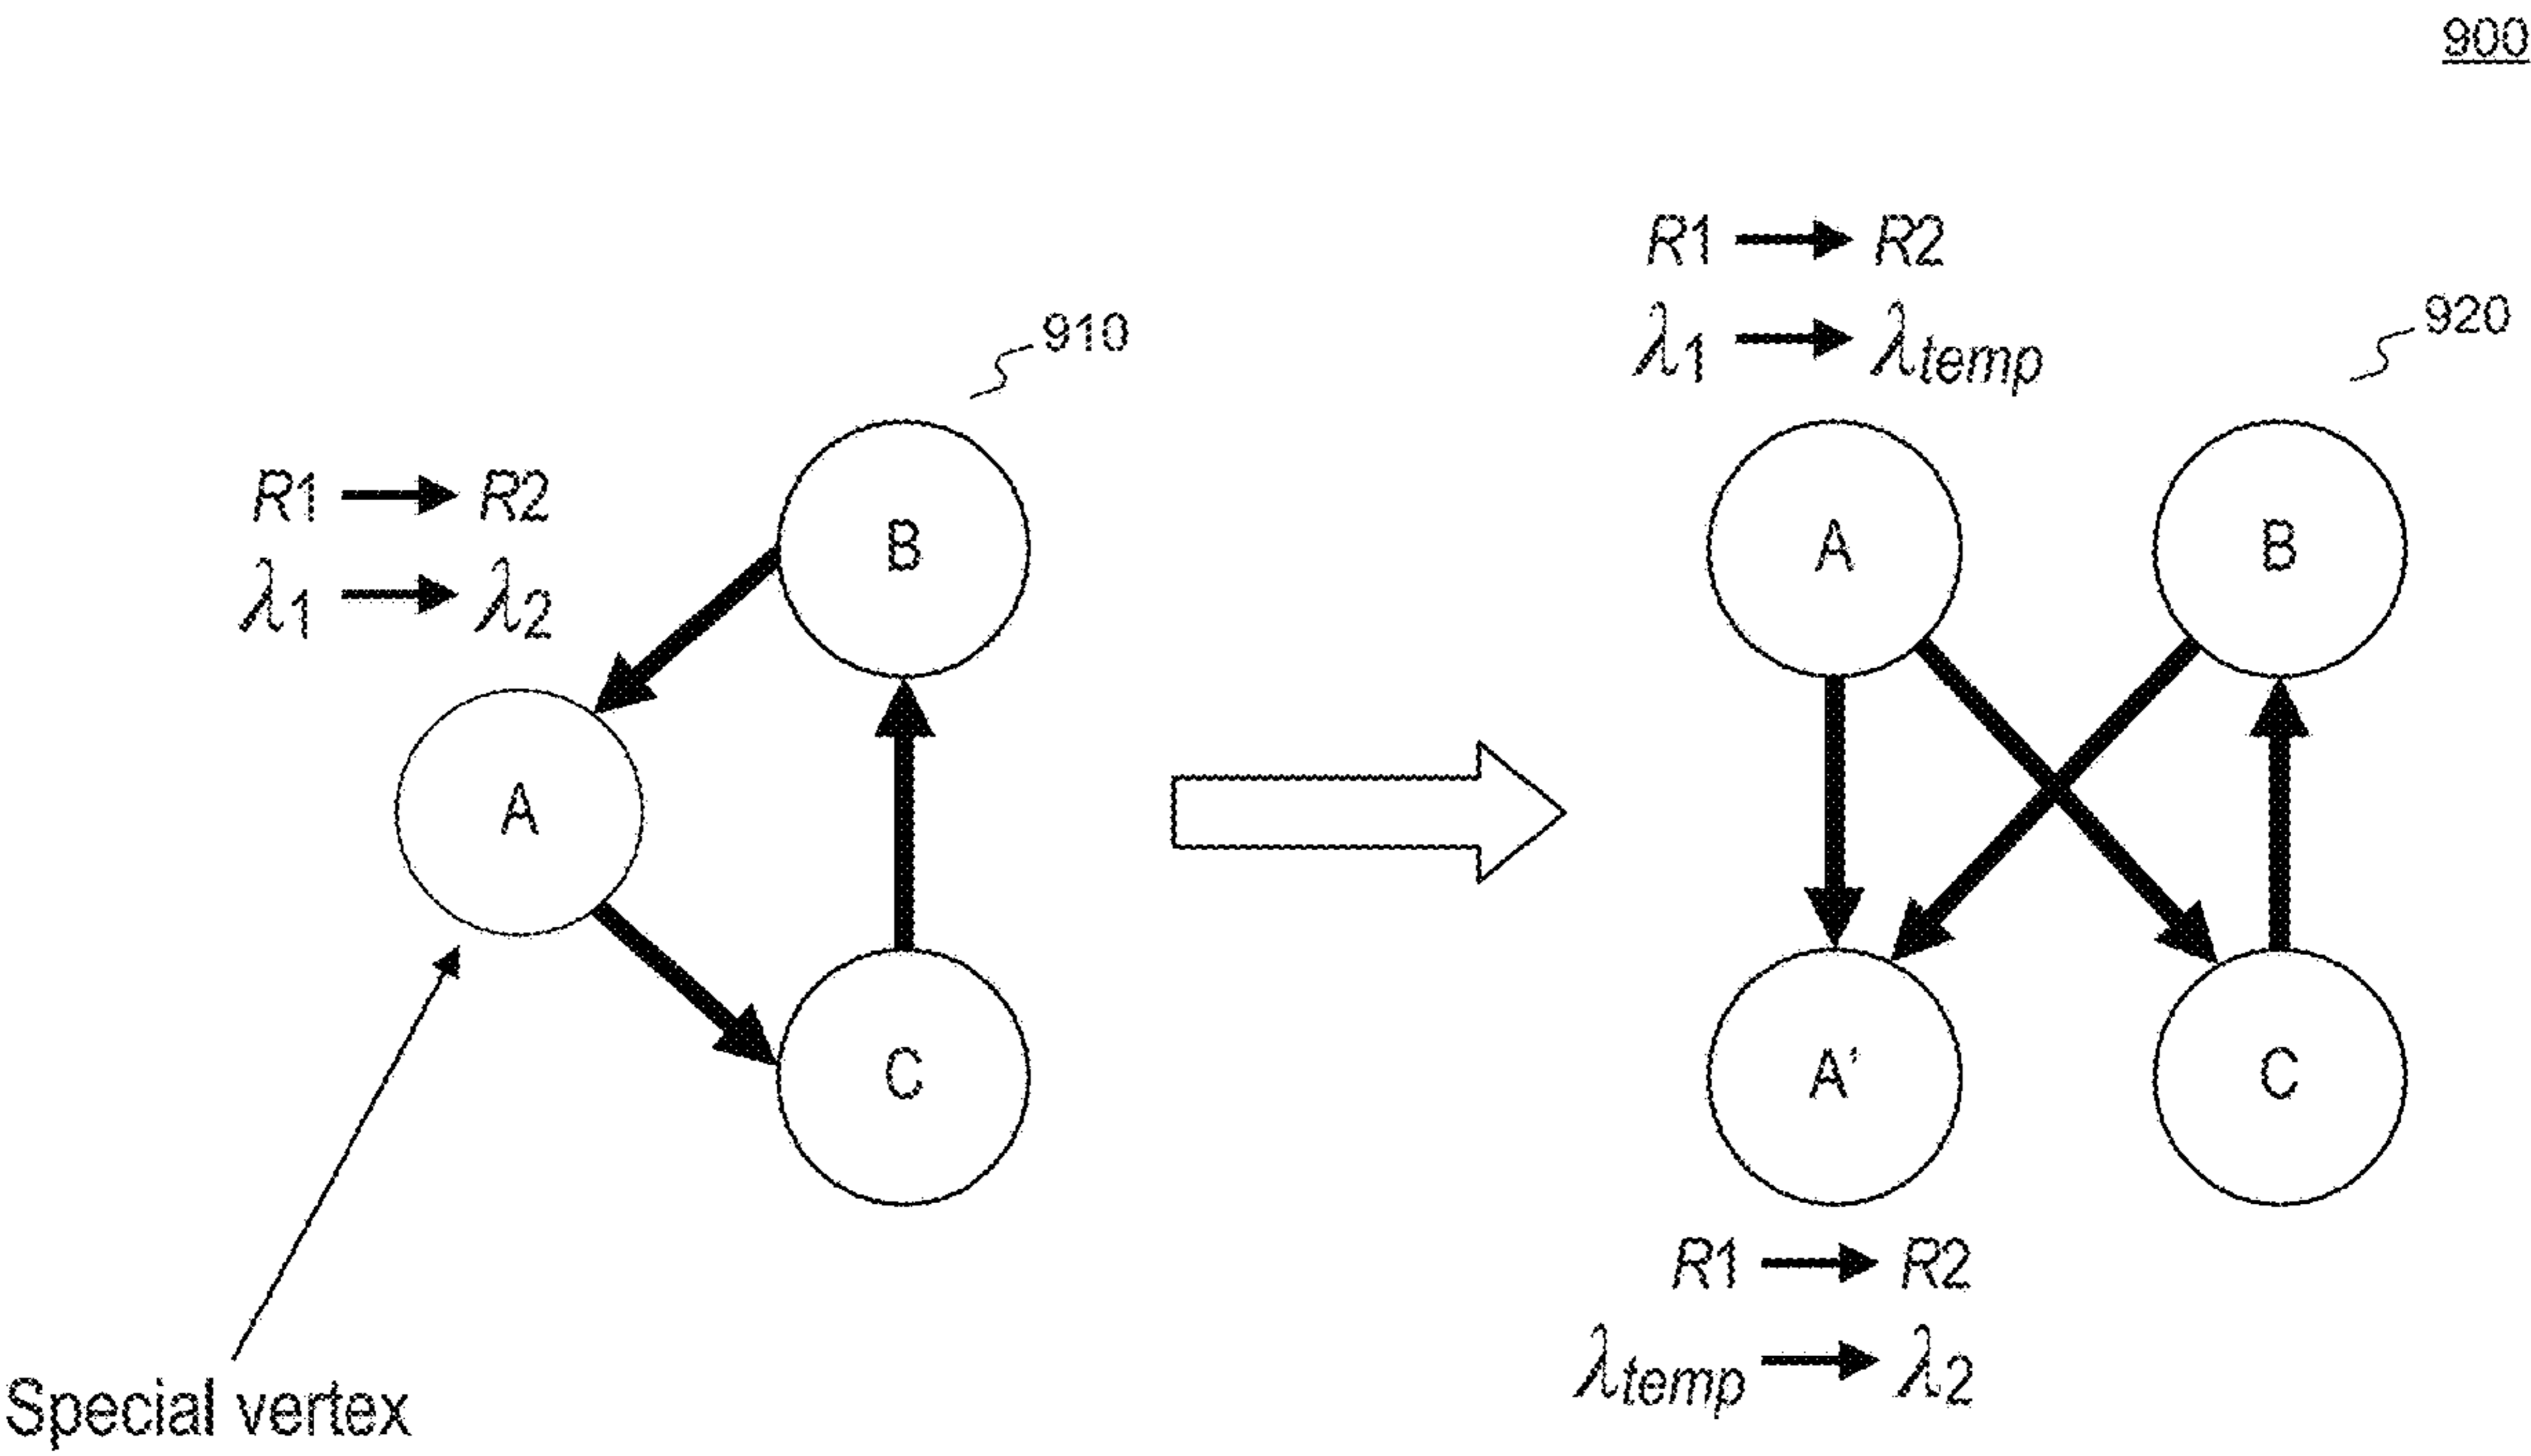 900
R1 → R2
λ1 → λtemp
920
910
R1 → R2
λ1 → λ2
B
A
B
A
C
A'
C
R1 → R2
λtemp → λ2
Special vertex